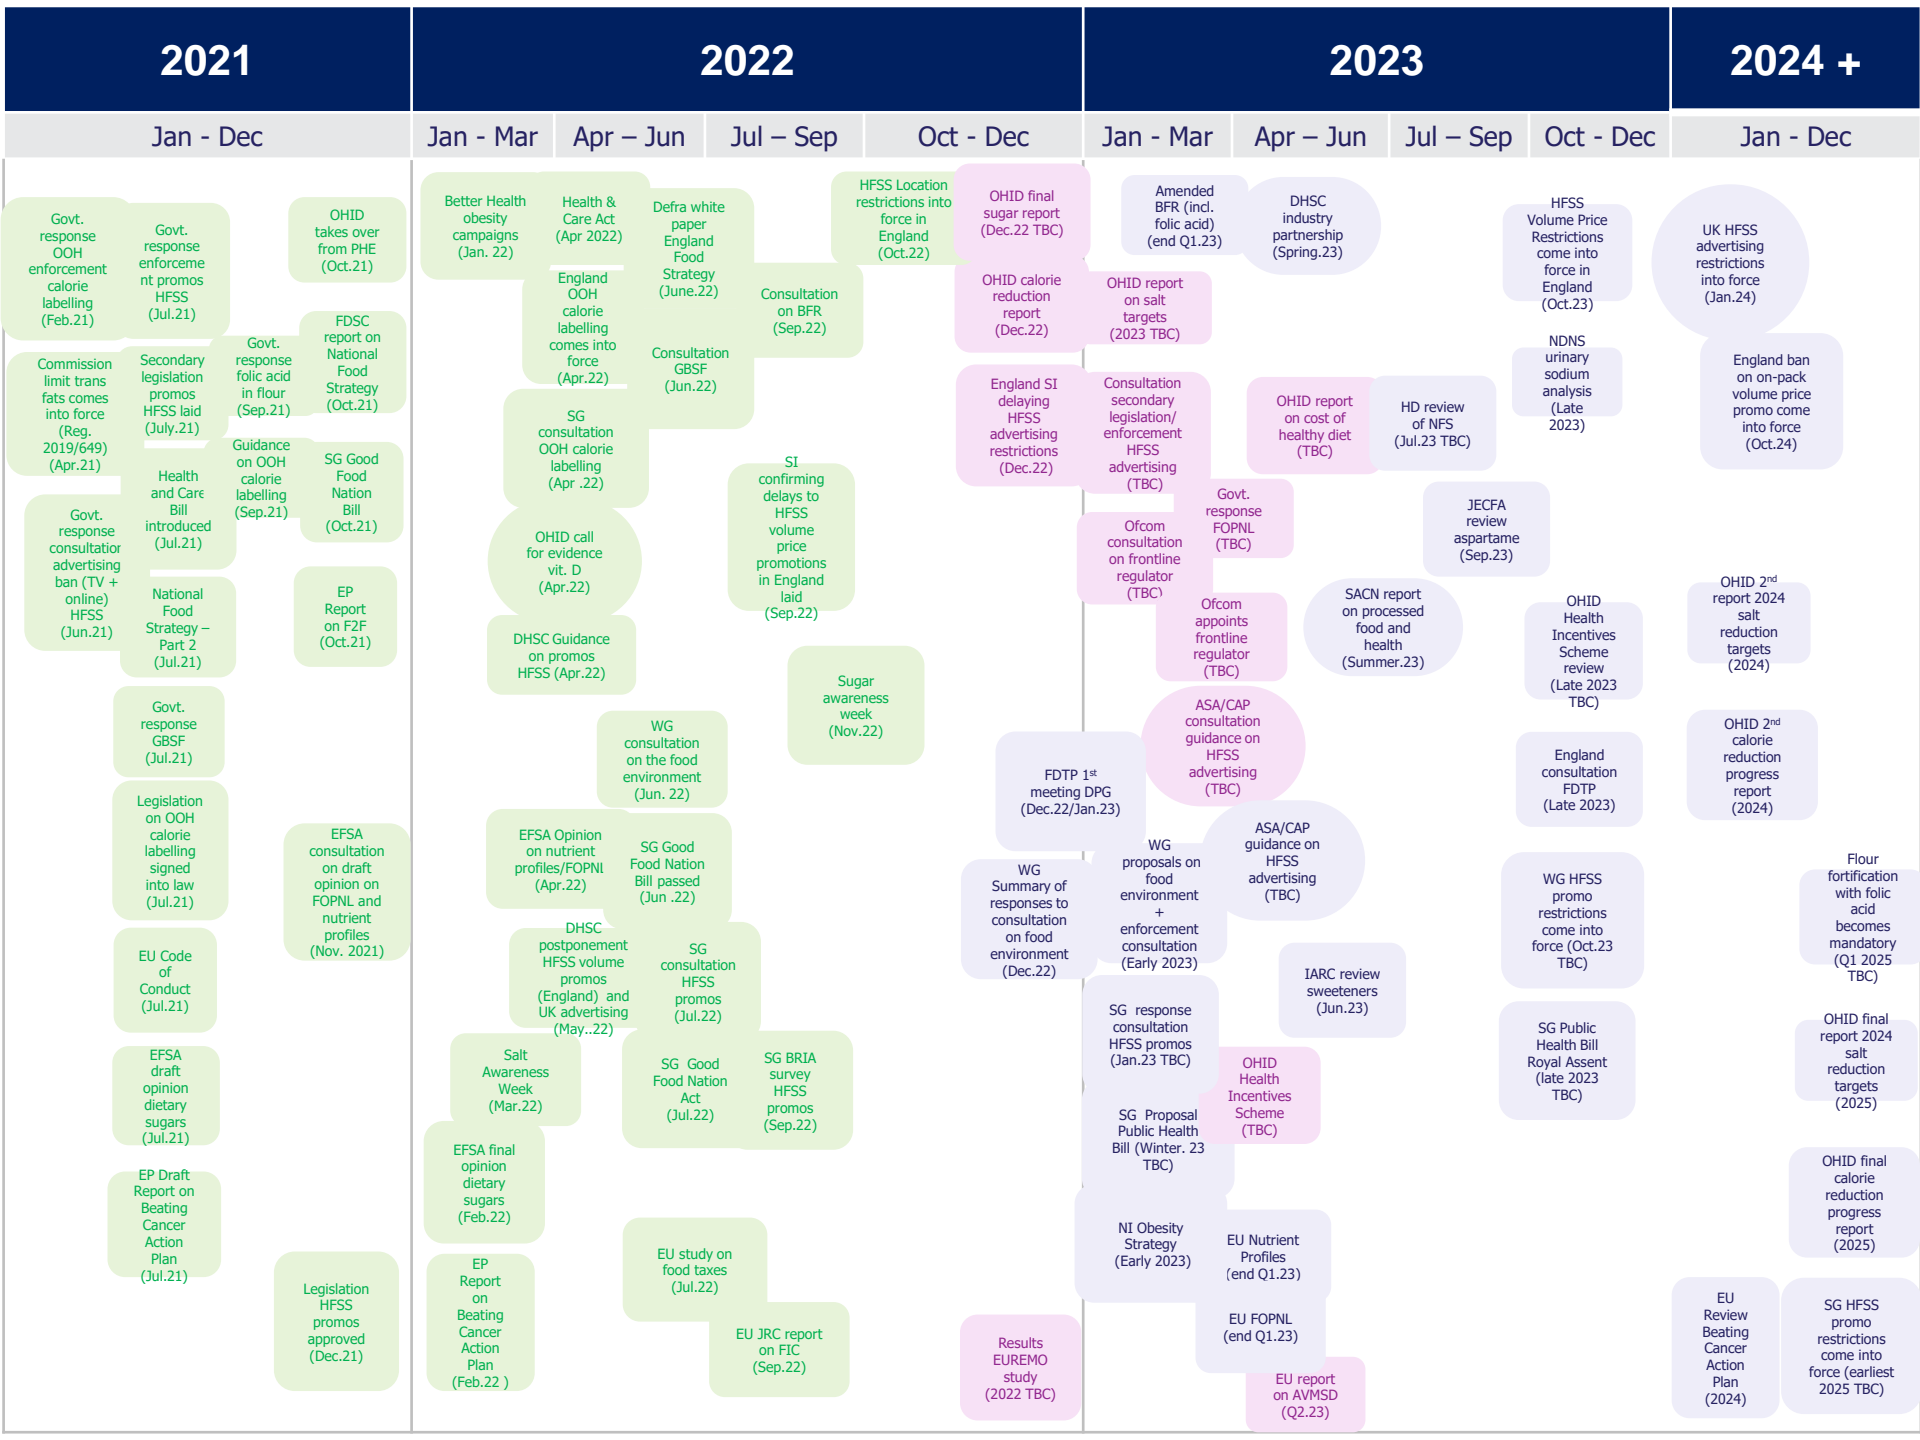 2021
2022
2023
2024 +
Jan - Dec
Jan - Mar
Apr – Jun
Jul – Sep
Oct - Dec
Jan - Mar
Apr – Jun
Jul – Sep
Oct - Dec
Jan - Dec
Govt.
response
OOH
enforcement
calorie
labelling
(Feb.21)
Commission
limit trans
fats comes
into force
(Reg.
2019/649)
(Apr.21)
Govt.
response
consultation
advertising
ban (TV +
online)
HFSS
(Jun.21)
Govt.
response
enforceme
nt promos
HFSS
(Jul.21)
Secondary
legislation
promos
HFSS laid
(July.21)
Health
and Care
Bill
introduced
(Jul.21)
National
Food
Strategy –
Part 2
(Jul.21)
Govt.
response
GBSF
(Jul.21)
Legislation
on OOH
calorie
labelling
signed
into law
(Jul.21)
EU Code
of
Conduct
(Jul.21)
EFSA
draft
opinion
dietary
sugars
(Jul.21)
EP Draft
Report on
Beating
Cancer
Action
Plan
(Jul.21)
Govt.
response
folic acid
in flour
(Sep.21)
Guidance
on OOH
calorie
labelling
(Sep.21)
OHID
takes over
from PHE
(Oct.21)
FDSC
report on
National
Food
Strategy
(Oct.21)
SG Good
Food
Nation
Bill
(Oct.21)
EP
Report
on F2F
(Oct.21)
EFSA
consultation
on draft
opinion on
FOPNL and
nutrient
profiles
(Nov. 2021)
Legislation
HFSS
promos
approved
(Dec.21)
Better Health
obesity
campaigns
(Jan. 22)
Health &
Care Act
(Apr 2022)
England
OOH
calorie
labelling
comes into
force
(Apr.22)
SG
consultation
OOH calorie
labelling
(Apr .22)
OHID call
for evidence
vit. D
(Apr.22)
DHSC Guidance
on promos
HFSS (Apr.22)
WG
consultation
on the food
environment
(Jun. 22)
EFSA Opinion
on nutrient
profiles/FOPNL
(Apr.22)
SG Good
Food Nation
Bill passed
(Jun .22)
DHSC
postponement
HFSS volume
promos
(England)  and
UK advertising
(May..22)
SG
consultation
HFSS
promos
(Jul.22)
Salt
Awareness
Week
(Mar.22)
SG  Good
Food Nation
Act
(Jul.22)
SG BRIA
survey
HFSS
promos
(Sep.22)
EFSA final
opinion
dietary
sugars
(Feb.22)
EP
Report
on
Beating
Cancer
Action
Plan
(Feb.22 )
EU study on
food taxes
(Jul.22)
EU JRC report
on FIC
(Sep.22)
Defra white
paper
England
Food
Strategy
(June.22)
Consultation
GBSF
(Jun.22)
Consultation
on BFR
(Sep.22)
SI
confirming
delays to
HFSS
volume
price
promotions
in England
laid
(Sep.22)
Sugar
awareness
week
(Nov.22)
HFSS Location
restrictions into
force in
England
(Oct.22)
OHID final
sugar report
(Dec.22 TBC)
OHID calorie
reduction
report
(Dec.22)
England SI
delaying
HFSS
advertising
restrictions
(Dec.22)
FDTP 1st
meeting DPG
(Dec.22/Jan.23)
WG
Summary of
responses to
consultation
on food
environment
(Dec.22)
Results
EUREMO
study
(2022 TBC)
Amended
BFR (incl.
folic acid)
(end Q1.23)
OHID report
on salt
targets
(2023 TBC)
Consultation
secondary
legislation/
enforcement
HFSS
advertising
(TBC)
Govt.
response
FOPNL
(TBC)
Ofcom
consultation
on frontline
regulator
(TBC)
Ofcom
appoints
frontline
regulator
(TBC)
ASA/CAP
consultation
guidance on
HFSS
advertising
(TBC)
WG
proposals on
food
environment
+
enforcement
consultation
(Early 2023)
ASA/CAP
guidance on
HFSS
advertising
(TBC)
SG  response
consultation
HFSS promos
(Jan.23 TBC)
OHID
Health
Incentives
Scheme
(TBC)
SG  Proposal
Public Health
Bill (Winter. 23
TBC)
NI Obesity
Strategy
(Early 2023)
EU Nutrient
Profiles
(end Q1.23)
EU FOPNL
(end Q1.23)
EU report
on AVMSD
(Q2.23)
DHSC
industry
partnership
(Spring.23)
OHID report
on cost of
healthy diet
(TBC)
HD review
of NFS
(Jul.23 TBC)
JECFA
review
aspartame
(Sep.23)
SACN report
on processed
food and
health
(Summer.23)
IARC review
sweeteners
(Jun.23)
HFSS
Volume Price
Restrictions
come into
force in
England
(Oct.23)
NDNS
urinary
sodium
analysis
(Late
2023)
OHID
Health
Incentives
Scheme
review
(Late 2023
TBC)
England
consultation
FDTP
(Late 2023)
WG HFSS
promo
restrictions
come into
force (Oct.23
TBC)
SG Public
Health Bill
Royal Assent
(late 2023
TBC)
UK HFSS
advertising
restrictions
into force
(Jan.24)
England ban
on on-pack
volume price
promo come
into force
(Oct.24)
OHID 2nd
report 2024
salt
reduction
targets
(2024)
OHID 2nd
calorie
reduction
progress
report
(2024)
Flour
fortification
with folic
acid
becomes
mandatory
(Q1 2025
TBC)
OHID final
report 2024
salt
reduction
targets
(2025)
OHID final
calorie
reduction
progress
report
(2025)
EU
Review
Beating
Cancer
Action
Plan
(2024)
SG HFSS
promo
restrictions
come into
force (earliest
2025 TBC)